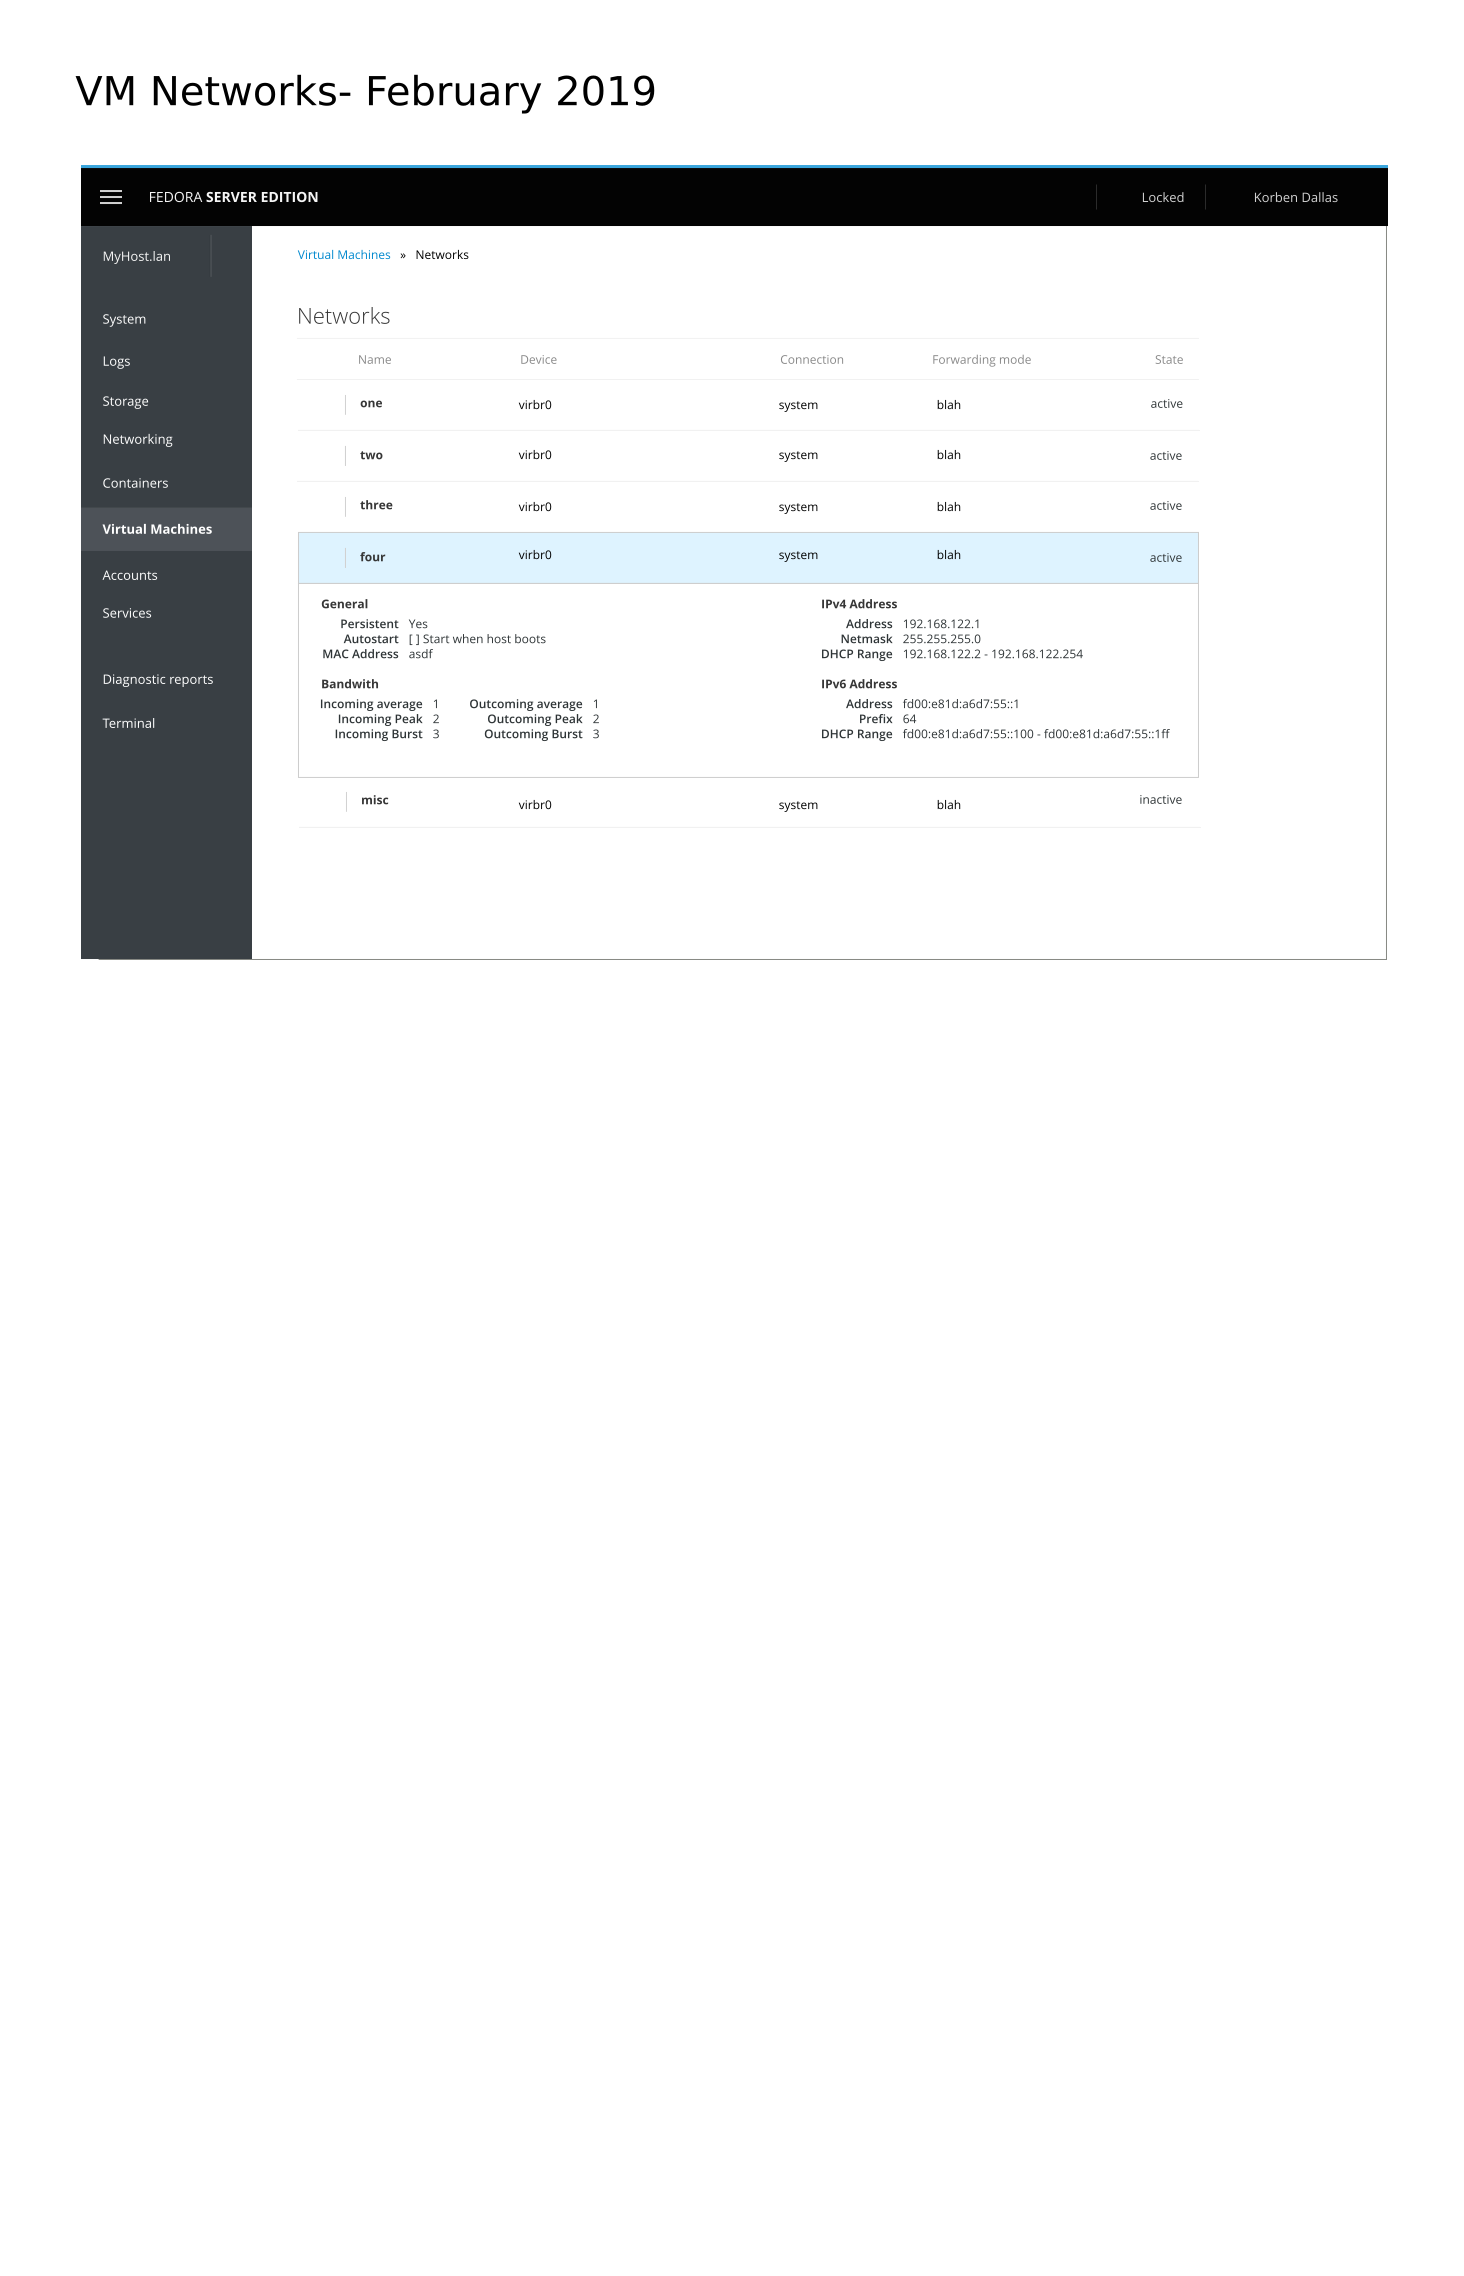 VM Networks- February 2019
FEDORA SERVER EDITION
Locked
Korben Dallas
MyHost.lan
System
Logs
Storage
Networking
Containers
Virtual Machines
Accounts
Services
Diagnostic reports
Terminal
Virtual Machines » Networks
Networks
Name Device Connection Forwarding mode State
one virbr0 system blah active
two virbr0 system blah active
three virbr0 system blah active
four virbr0 system blah active
General
Persistent Yes
Autostart [ ] Start when host boots
MAC Address asdf
Bandwith
Incoming average 1 Outcoming average 1
Incoming Peak 2 Outcoming Peak 2
Incoming Burst 3 Outcoming Burst 3
IPv4 Address
Address 192.168.122.1
Netmask 255.255.255.0
DHCP Range 192.168.122.2 - 192.168.122.254
IPv6 Address
Address fd00:e81d:a6d7:55::1
Prefix 64
DHCP Range fd00:e81d:a6d7:55::100 - fd00:e81d:a6d7:55::1ff
misc virbr0 system blah inactive